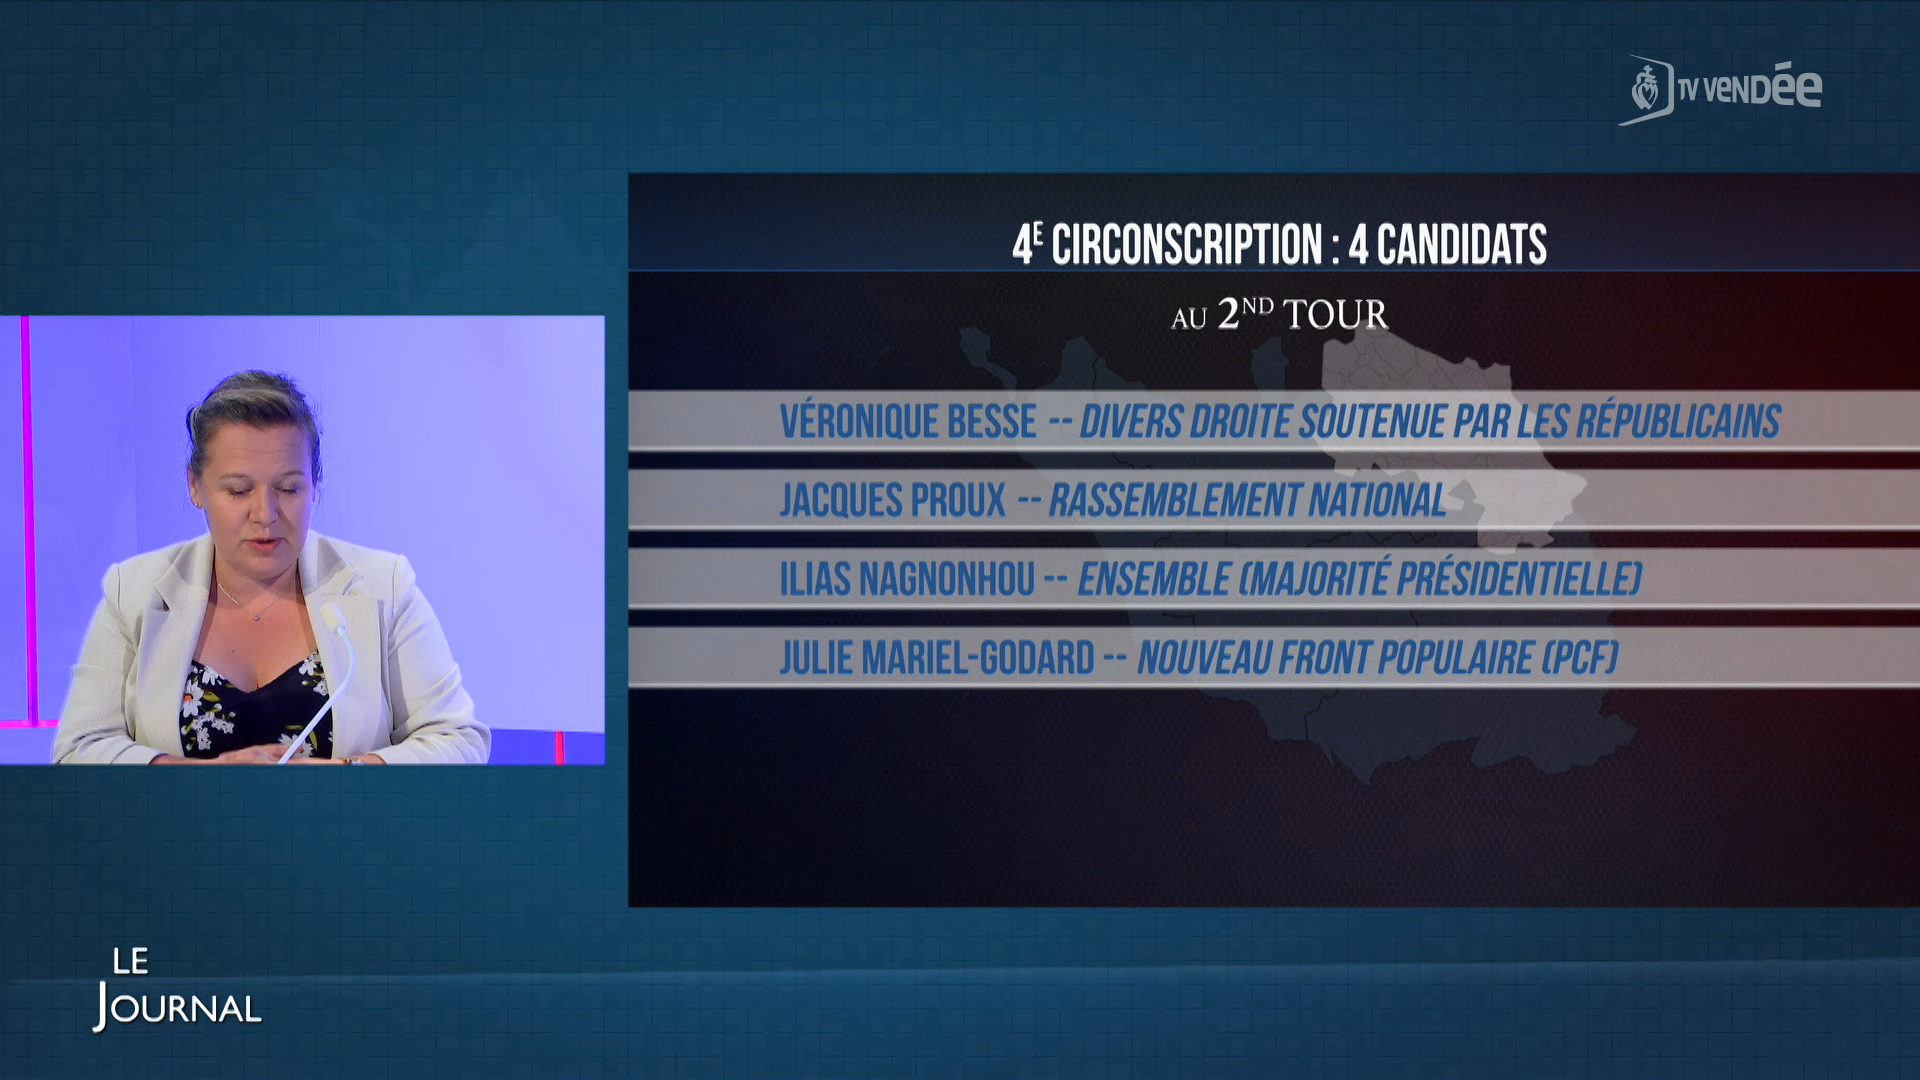 TV VENDÉE
4E CIRCONSCRIPTION : 4 CANDIDATS
AU 2ND TOUR
VÉRONIQUE BESSE -- DIVERS DROITE SOUTENUE PAR LES RÉPUBLICAINS
JACQUES PROUX -- RASSEMBLEMENT NATIONAL
ILIAS NAGNONHOU -- ENSEMBLE (MAJORITÉ PRÉSIDENTIELLE)
JULIE MARIEL-GODARD -- NOUVEAU FRONT POPULAIRE (PCF)
LE
JOURNAL